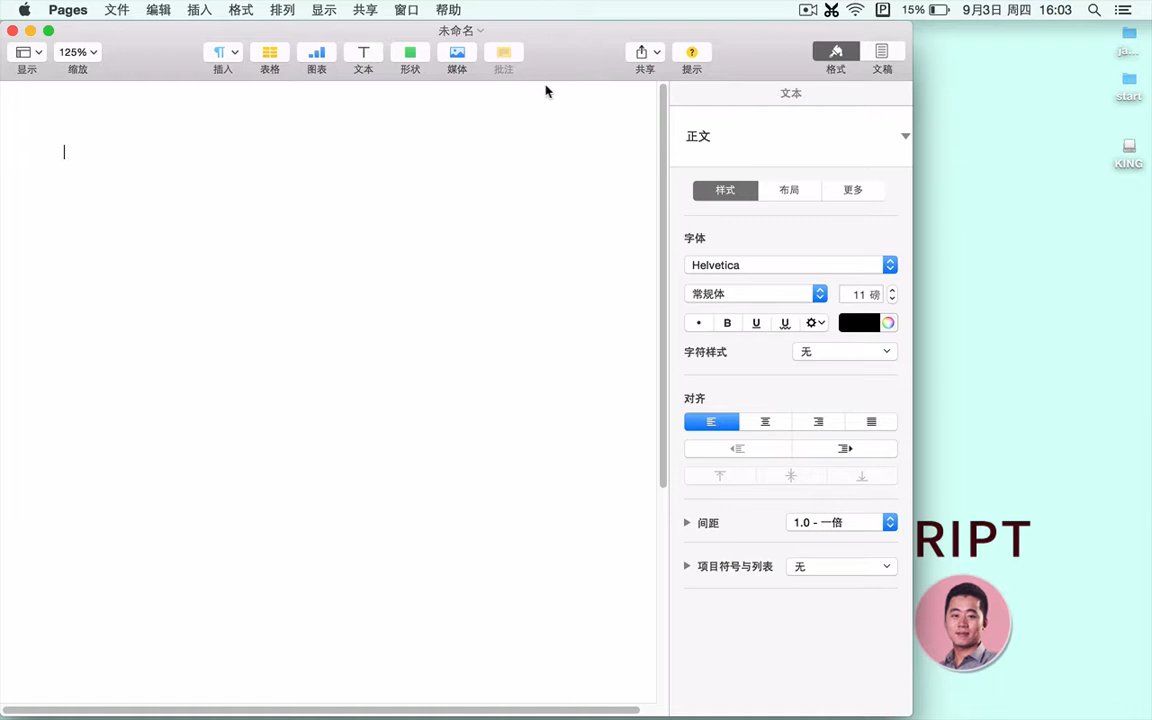 Pages 文件 编辑 插入 格式 排列 显示 共享 窗口 帮助 P 15% 9月3日 周四 16:03
未命名
125%
显示 缩放 插入 表格 图表 文本 形状 媒体 批注 共享 提示 格式 文稿
ja...
start
KING
文本
正文
样式 布局 更多
字体
Helvetica
常规体 11 磅
B U U
字符样式 无
对齐
间距 1.0 - 一倍
项目符号与列表 无
RIPT